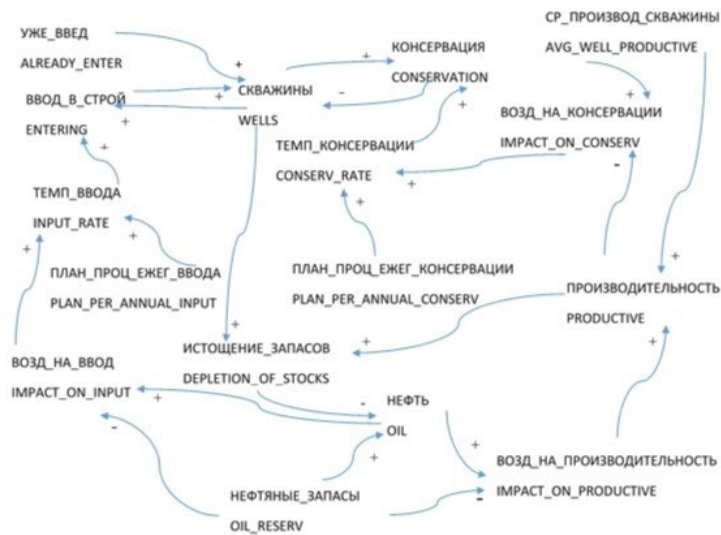 СР_ПРОИЗВОД_СКВАЖИНЫ
AVG_WELL_PRODUCTIVE
УЖЕ_ВВЕД
ALREADY_ENTER
КОНСЕРВАЦИЯ
CONSERVATION
ВВОД_В_СТРОЙ
ENTERING
СКВАЖИНЫ
WELLS
ВОЗД_НА_КОНСЕРВАЦИИ
IMPACT_ON_CONSERV
ТЕМП_КОНСЕРВАЦИИ
CONSERV_RATE
ТЕМП_ВВОДА
INPUT_RATE
ПЛАН_ПРОЦ_ЕЖЕГ_ВВОДА
PLAN_PER_ANNUAL_INPUT
ПЛАН_ПРОЦ_ЕЖЕГ_КОНСЕРВАЦИИ
PLAN_PER_ANNUAL_CONSERV
ПРОИЗВОДИТЕЛЬНОСТЬ
PRODUCTIVE
ИСТОЩЕНИЕ_ЗАПАСОВ
DEPLETION_OF_STOCKS
ВОЗД_НА_ВВОД
IMPACT_ON_INPUT
НЕФТЬ
OIL
ВОЗД_НА_ПРОИЗВОДИТЕЛЬНОСТЬ
IMPACT_ON_PRODUCTIVE
НЕФТЯНЫЕ_ЗАПАСЫ
OIL_RESERV